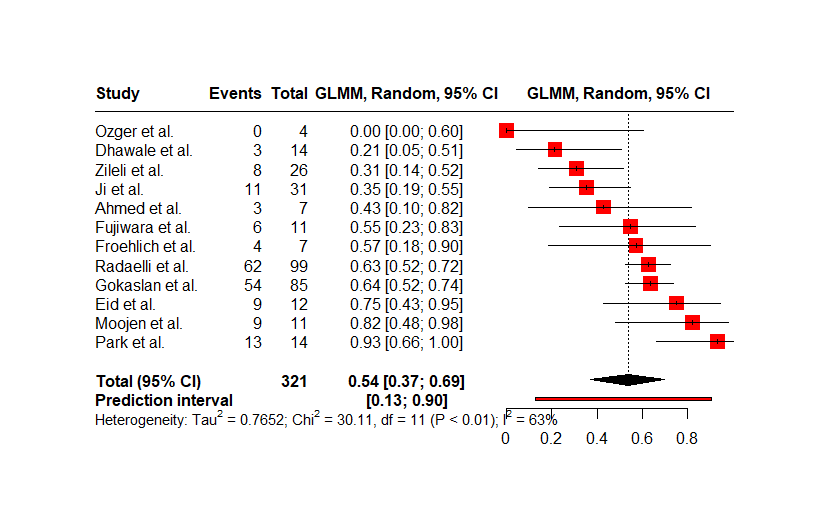 Study Events Total GLMM, Random, 95% CI GLMM, Random, 95% CI
Ozger et al. 0 4 0.00 [0.00; 0.60]
Dhawale et al. 3 14 0.21 [0.05; 0.51]
Zileli et al. 8 26 0.31 [0.14; 0.52]
Ji et al. 11 31 0.35 [0.19; 0.55]
Ahmed et al. 3 7 0.43 [0.10; 0.82]
Fujiwara et al. 6 11 0.55 [0.23; 0.83]
Froehlich et al. 4 7 0.57 [0.18; 0.90]
Radaelli et al. 62 99 0.63 [0.52; 0.72]
Gokaslan et al. 54 85 0.64 [0.52; 0.74]
Eid et al. 9 12 0.75 [0.43; 0.95]
Moojen et al. 9 11 0.82 [0.48; 0.98]
Park et al. 13 14 0.93 [0.66; 1.00]
Total (95% CI) 321 0.54 [0.37; 0.69]
Prediction interval [0.13; 0.90]
Heterogeneity: Tau² = 0.7652; Chi² = 30.11, df = 11 (P < 0.01); I² = 63%
0 0.2 0.4 0.6 0.8